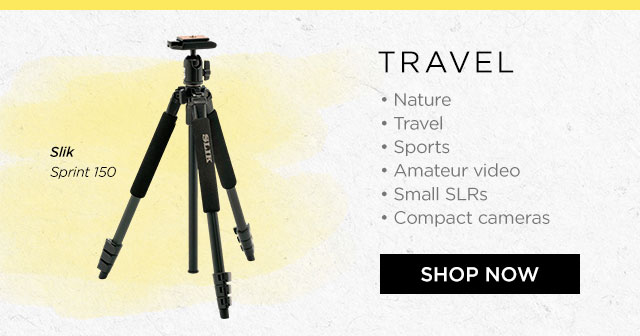 TRAVEL
• Nature
• Travel
• Sports
• Amateur video
• Small SLRs
• Compact cameras
SHOP NOW
Slik
Sprint 150
SLIK